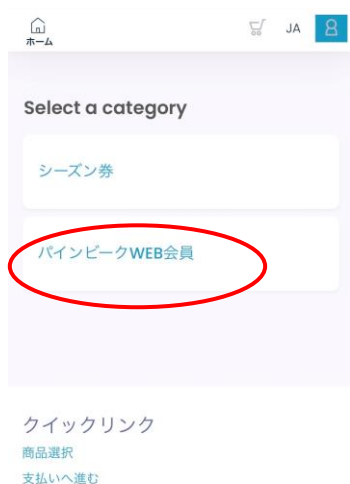 ホーム
JA
Select a category
シーズン券
パインビークWEB会員
クイックリンク
商品選択
支払いへ進む